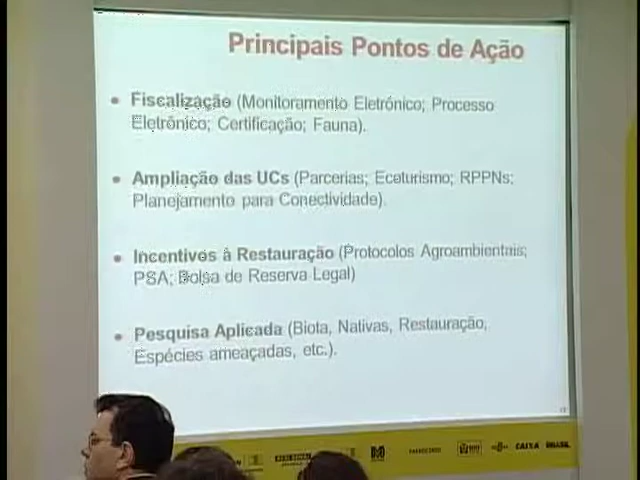 Principais Pontos de Ação
• Fiscalização (Monitoramento Eletrônico; Processo
Eletrônico; Certificação; Fauna).
• Ampliação das UCs (Parcerias; Ecoturismo; RPPNs;
Planejamento para Conectividade).
• Incentivos à Restauração (Protocolos Agroambientais;
PSA; Bolsa de Reserva Legal)
• Pesquisa Aplicada (Biota, Nativas, Restauração,
Espécies ameaçadas, etc.).
CAIXA BRASIL